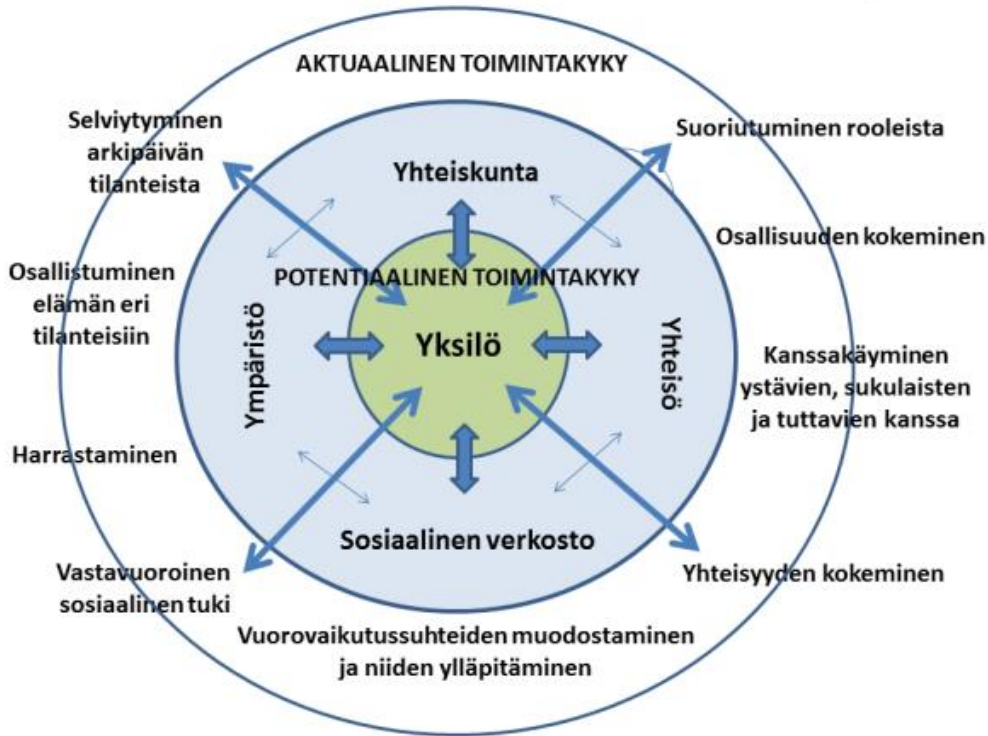 AKTUAALINEN TOIMINTAKYKY
Selviytyminen
arkipäivän
tilanteista
Suoriutuminen rooleista
Yhteiskunta
Osallisuuden kokeminen
Osallistuminen
elämän eri
tilanteisiin
POTENTIAALINEN TOIMINTAKYKY
Ympäristö
Yksilö
Yhteisö
Kanssakäyminen
ystävien, sukulaisten
ja tuttavien kanssa
Harrastaminen
Sosiaalinen verkosto
Vastavuoroinen
sosiaalinen tuki
Yhteisyyden kokeminen
Vuorovaikutussuhteiden muodostaminen
ja niiden ylläpitäminen